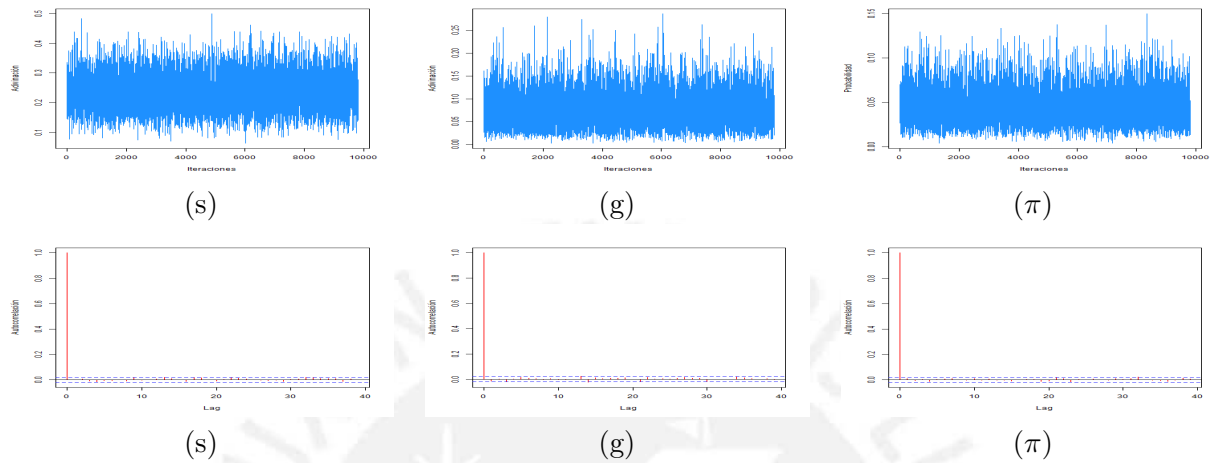 0.5
0.4
0.3
0.2
0.1
Adivinación
0 2000 4000 6000 8000 10000
Iteraciones
(s)
0.25
0.20
0.15
0.10
0.05
0.00
Adivinación
0 2000 4000 6000 8000 10000
Iteraciones
(g)
0.15
0.10
0.05
0.00
Probabilidad
0 2000 4000 6000 8000 10000
Iteraciones
(π)
1.0
0.8
0.6
0.4
0.2
0.0
Autocorrelación
0 10 20 30 40
Lag
(s)
1.0
0.8
0.6
0.4
0.2
0.0
Autocorrelación
0 10 20 30 40
Lag
(g)
1.0
0.8
0.6
0.4
0.2
0.0
Autocorrelación
0 10 20 30 40
Lag
(π)